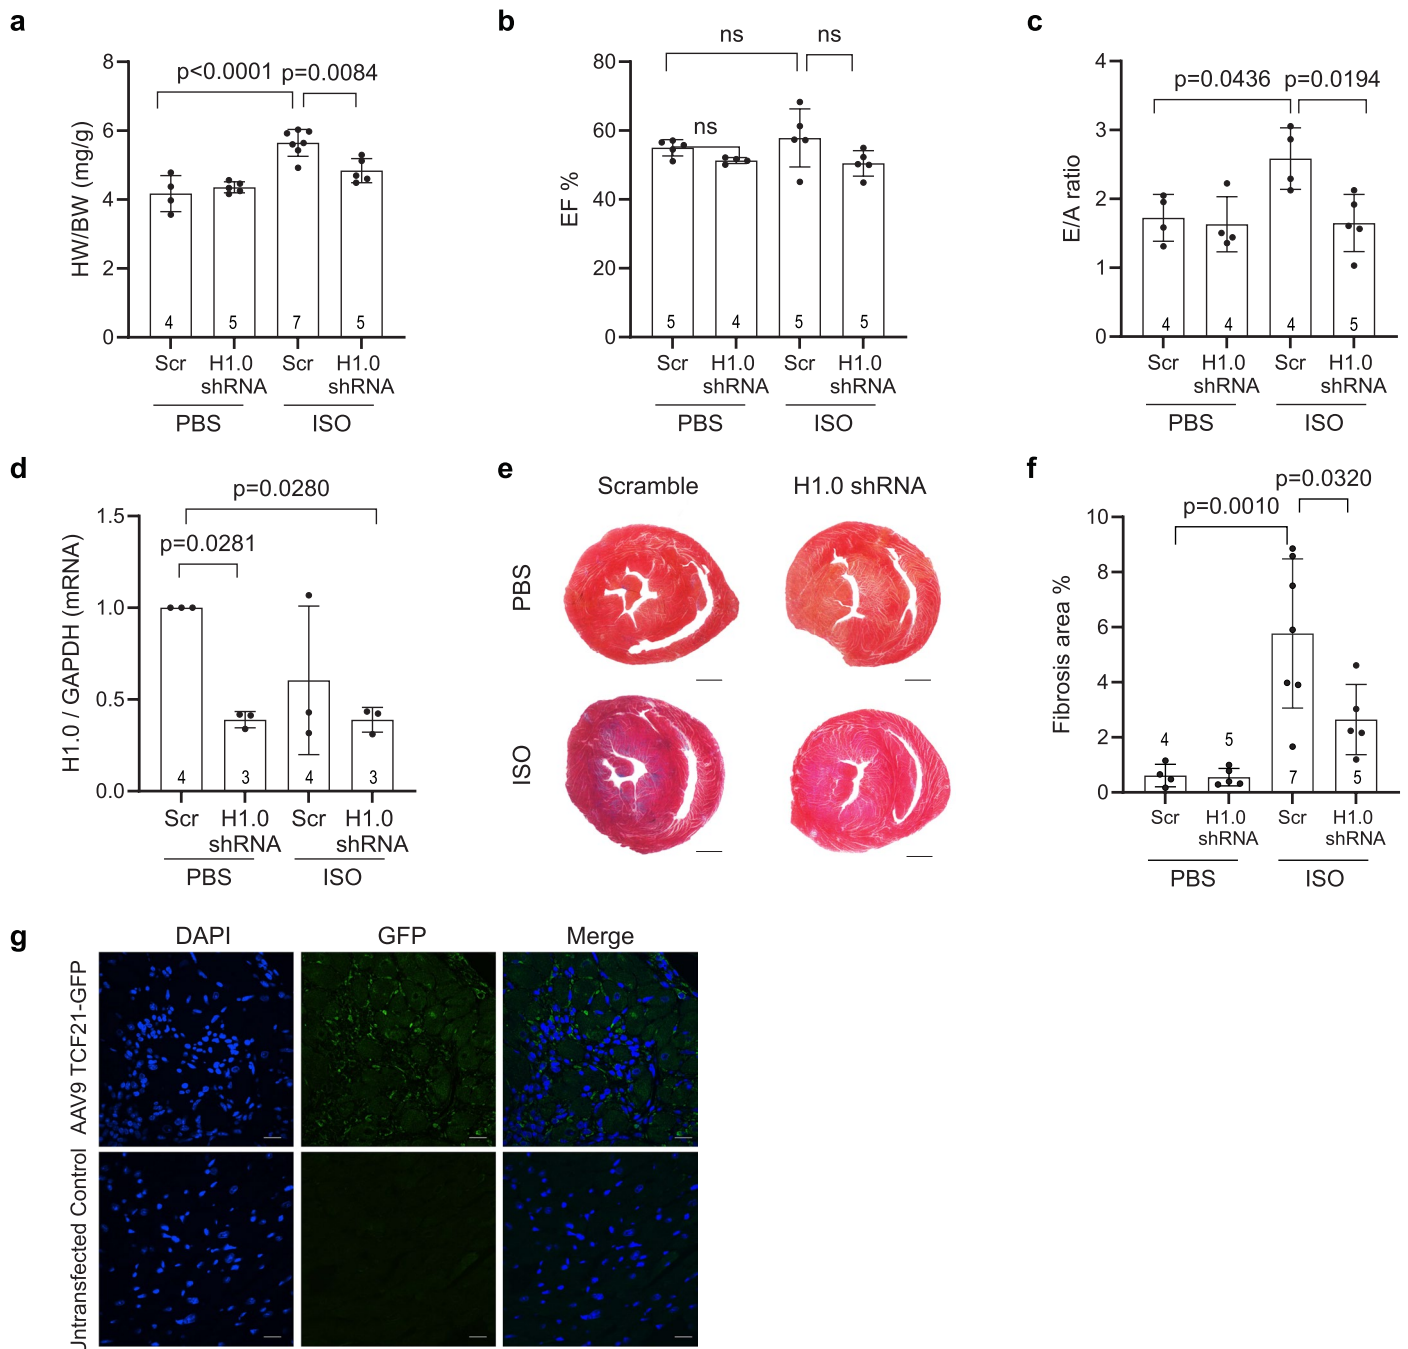 a
p<0.0001 p=0.0084
HW/BW (mg/g)
8
6
4
2
0
4
5
7
5
Scr
H1.0
shRNA
Scr
H1.0
shRNA
PBS
ISO
b
ns
ns
ns
EF %
80
60
40
20
0
5
4
5
5
Scr
H1.0
shRNA
Scr
H1.0
shRNA
PBS
ISO
c
p=0.0436 p=0.0194
E/A ratio
4
3
2
1
0
4
4
4
5
Scr
H1.0
shRNA
Scr
H1.0
shRNA
PBS
ISO
d
p=0.0280
p=0.0281
H1.0 / GAPDH (mRNA)
1.5
1.0
0.5
0.0
4
3
4
3
Scr
H1.0
shRNA
Scr
H1.0
shRNA
PBS
ISO
e
Scramble
H1.0 shRNA
PBS
ISO
f
p=0.0320
p=0.0010
Fibrosis area %
10
8
6
4
2
0
4
5
7
5
Scr
H1.0
shRNA
Scr
H1.0
shRNA
PBS
ISO
g
DAPI
GFP
Merge
AAV9 TCF21-GFP
Untransfected Control